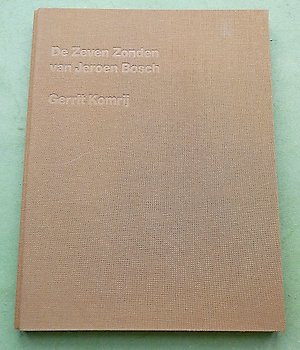 De Zeven Zonden
van Jeroen Bosch
Gerrit Komrij